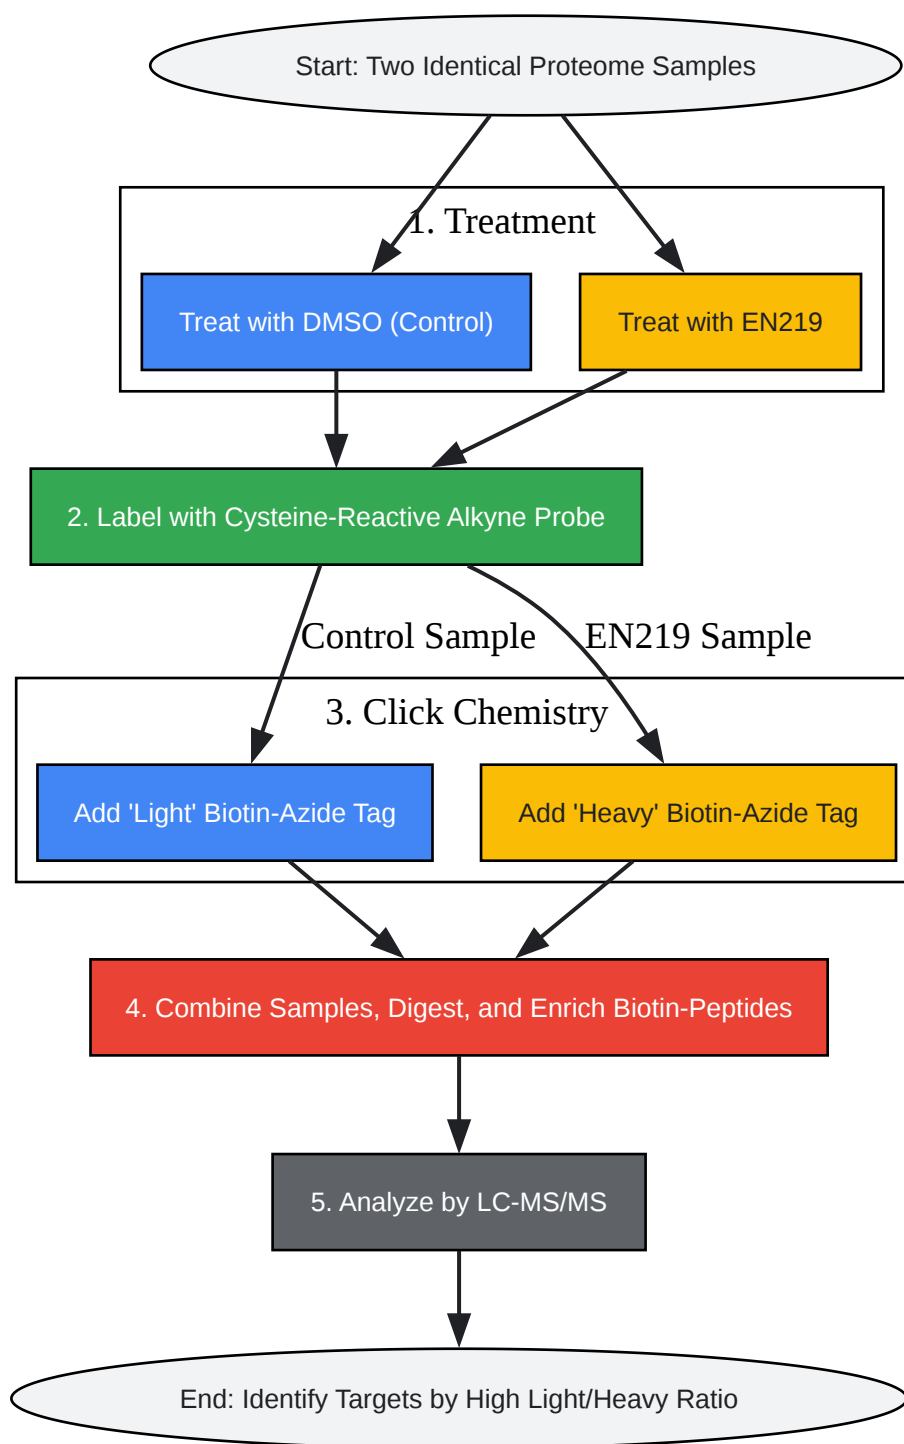 Start: Two Identical Proteome Samples
1. Treatment
Treat with DMSO (Control)
Treat with EN219
2. Label with Cysteine-Reactive Alkyne Probe
Control Sample
EN219 Sample
3. Click Chemistry
Add 'Light' Biotin-Azide Tag
Add 'Heavy' Biotin-Azide Tag
4. Combine Samples, Digest, and Enrich Biotin-Peptides
5. Analyze by LC-MS/MS
End: Identify Targets by High Light/Heavy Ratio